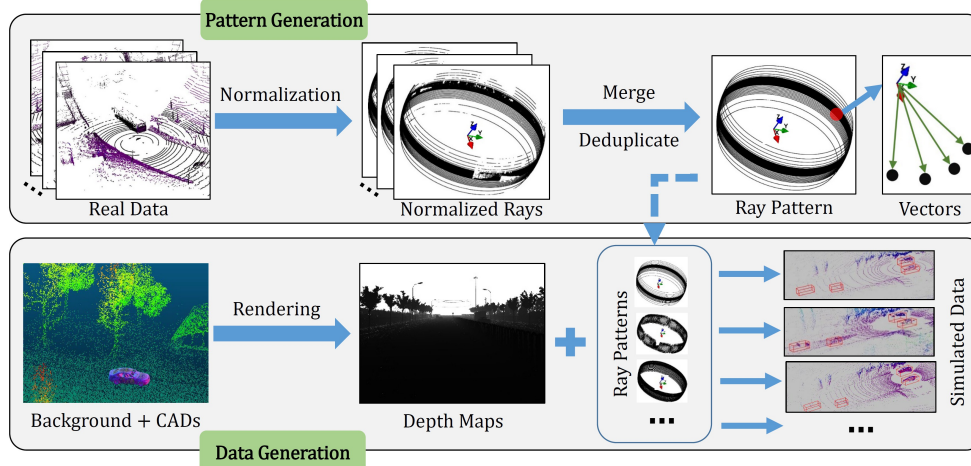 Pattern Generation
Normalization
Merge
Deduplicate
Z
Y
Z
Y
Z
Y
...
...
Real Data
Normalized Rays
Ray Pattern
Vectors
Rendering
Ray Patterns
Simulated Data
Background + CADs
Depth Maps
...
...
Data Generation